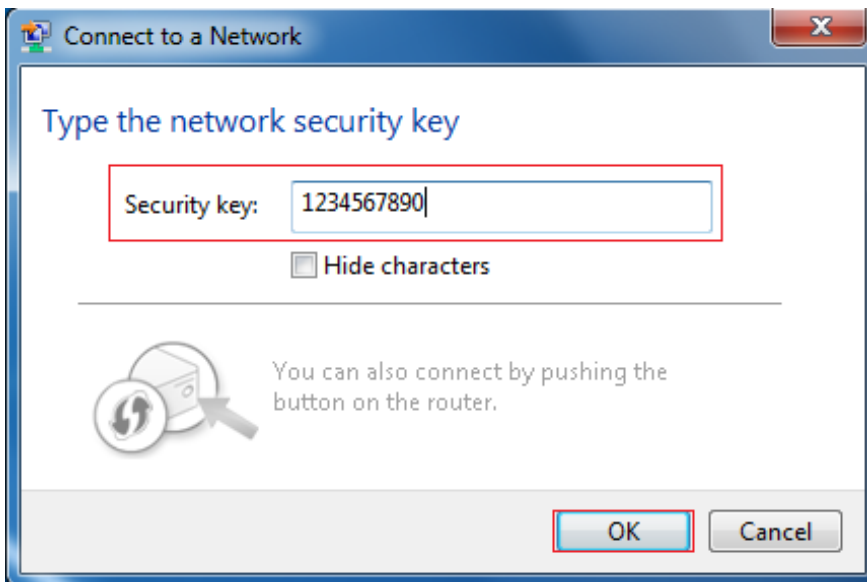 Connect to a Network
Type the network security key
Security key: 1234567890
Hide characters
You can also connect by pushing the
button on the router.
OK Cancel